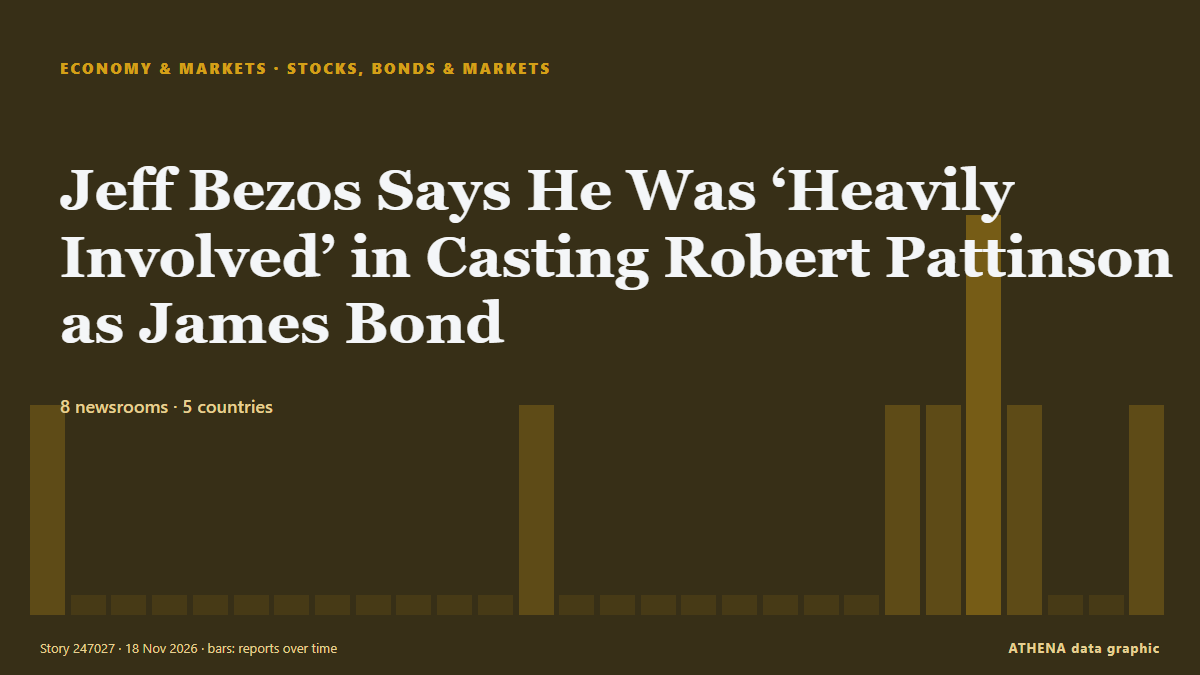 ECONOMY & MARKETS · STOCKS, BONDS & MARKETS
Jeff Bezos Says He Was ‘Heavily
Involved’ in Casting Robert Pattinson
as James Bond
8 newsrooms · 5 countries
Story 247027 · 18 Nov 2026 · bars: reports over time
ATHENA data graphic